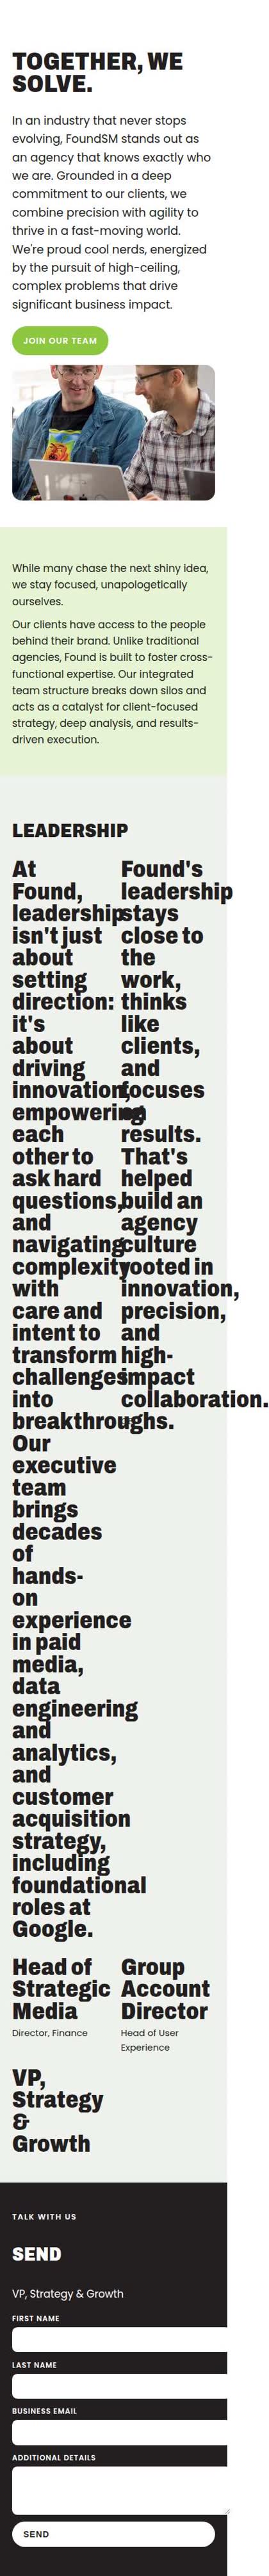 TOGETHER, WE
SOLVE.
In an industry that never stops
evolving, FoundSM stands out as
an agency that knows exactly who
we are. Grounded in a deep
commitment to our clients, we
combine precision with agility to
thrive in a fast-moving world.
We're proud cool nerds, energized
by the pursuit of high-ceiling,
complex problems that drive
significant business impact.
JOIN OUR TEAM
While many chase the next shiny idea,
we stay focused, unapologetically
ourselves.
Our clients have access to the people
behind their brand. Unlike traditional
agencies, Found is built to foster cross-
functional expertise. Our integrated
team structure breaks down silos and
acts as a catalyst for client-focused
strategy, deep analysis, and results-
driven execution.
LEADERSHIP
At
Found,
leadership
isn't just
about
setting
direction:
it's
about
driving
innovation,
empowering
each
other to
ask hard
questions,
and
navigating
complexity
with
care and
intent to
transform
challenges
into
breakthroughs.
Our
executive
team
brings
decades
of
hands-
on
experience
in paid
media,
data
engineering
and
analytics,
and
customer
acquisition
strategy,
including
foundational
roles at
Google.
Found's
leadership
stays
close to
the
work,
thinks
like
clients,
and
focuses
on
results.
That's
helped
build an
agency
culture
rooted in
innovation,
precision,
and
high-
impact
collaboration.
Head of
Strategic
Media
Director, Finance
Group
Account
Director
Head of User
Experience
VP,
Strategy
&
Growth
TALK WITH US
SEND
VP, Strategy & Growth
FIRST NAME
LAST NAME
BUSINESS EMAIL
ADDITIONAL DETAILS
SEND